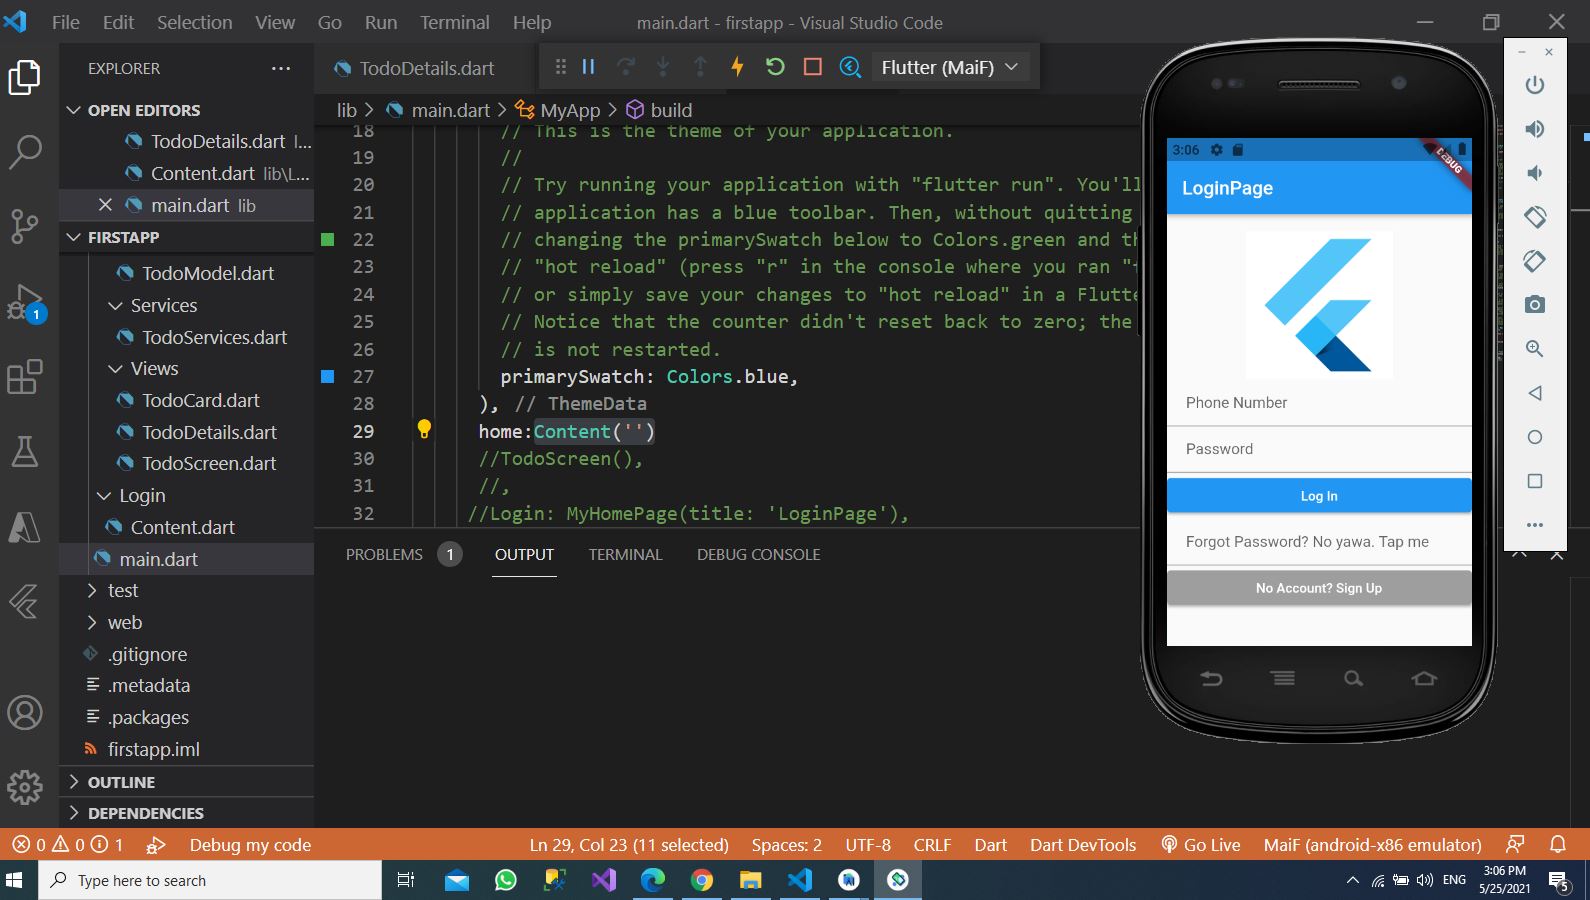 File Edit Selection View Go Run Terminal Help
main.dart - firstapp - Visual Studio Code
EXPLORER
OPEN EDITORS
TodoDetails.dart l...
Content.dart lib\L...
main.dart lib
FIRSTAPP
TodoModel.dart
Services
TodoServices.dart
Views
TodoCard.dart
TodoDetails.dart
TodoScreen.dart
Login
Content.dart
main.dart
test
web
.gitignore
.metadata
.packages
firstapp.iml
OUTLINE
DEPENDENCIES
1
TodoDetails.dart
Flutter (MaiF)
lib > main.dart > MyApp > build
18 // This is the theme of your application.
19 //
20 // Try running your application with "flutter run". You'll
21 // application has a blue toolbar. Then, without quitting
22 // changing the primarySwatch below to Colors.green and th
23 // "hot reload" (press "r" in the console where you ran "
24 // or simply save your changes to "hot reload" in a Flutte
25 // Notice that the counter didn't reset back to zero; the
26 // is not restarted.
27 primarySwatch: Colors.blue,
28 ), // ThemeData
29 home:Content('')
30 //TodoScreen(),
31 //,
32 //Login: MyHomePage(title: 'LoginPage'),
PROBLEMS 1 OUTPUT TERMINAL DEBUG CONSOLE
3:06
DEBUG
LoginPage
Phone Number
Password
Log In
Forgot Password? No yawa. Tap me
No Account? Sign Up
0 0 1 Debug my code Ln 29, Col 23 (11 selected) Spaces: 2 UTF-8 CRLF Dart Dart DevTools Go Live MaiF (android-x86 emulator)
Type here to search
ENG
3:06 PM
5/25/2021
5